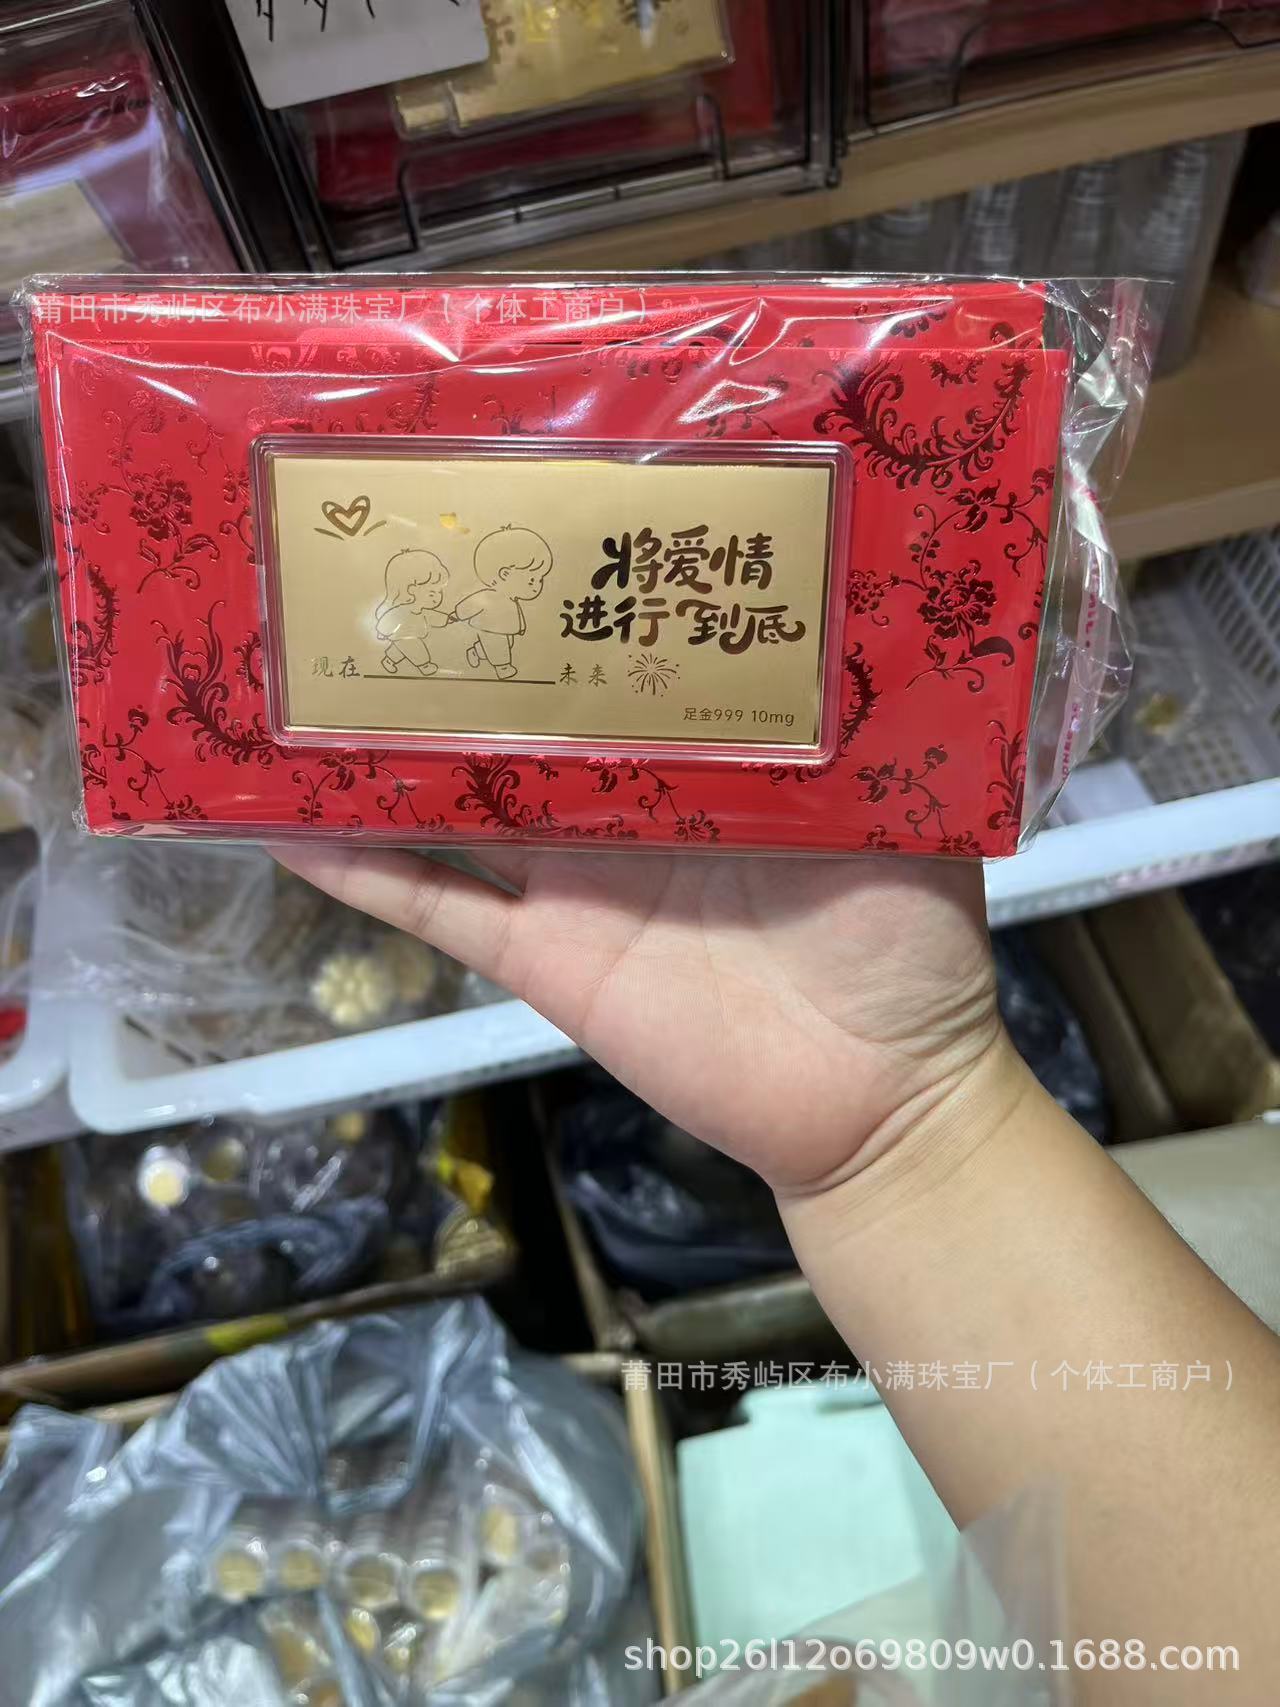 莆田市秀屿区布小满珠宝厂（个体工商户）
将爱情
进行到底
现在 未来
足金999 10mg
莆田市秀屿区布小满珠宝厂（个体工商户）
shop26l12o69809w0.1688.com